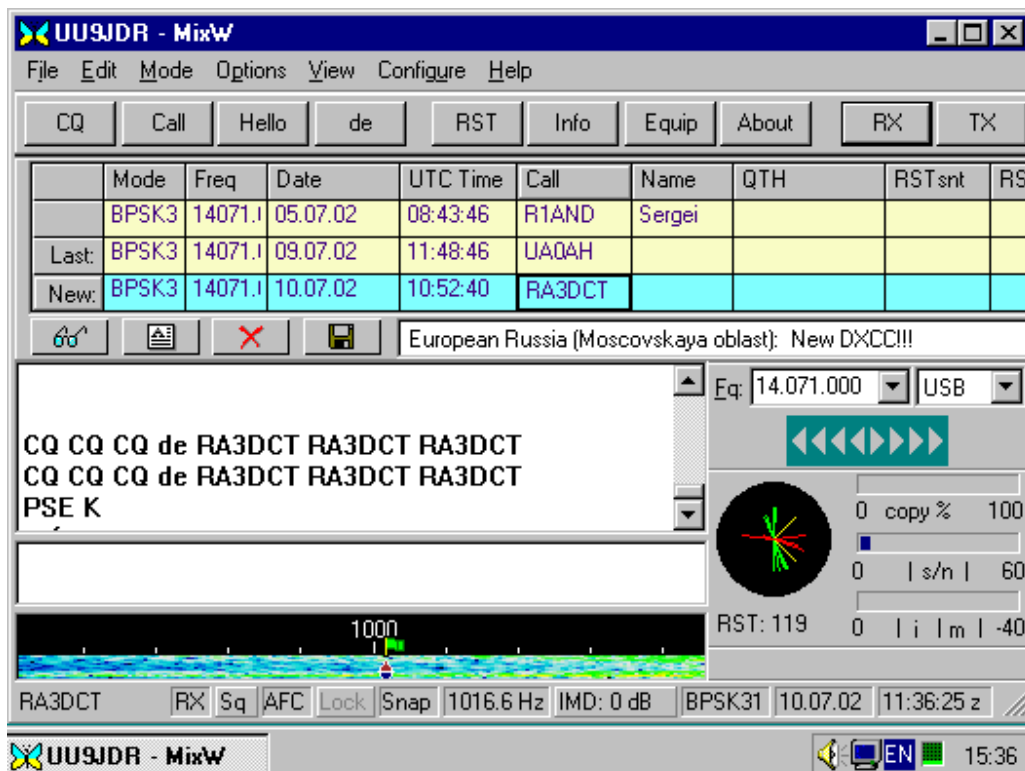 UU9JDR - MixW
File Edit Mode Options View Configure Help
CQ Call Hello de RST Info Equip About RX TX
Mode Freq Date UTC Time Call Name QTH RSTsnt RS
BPSK3 14071. 05.07.02 08:43:46 R1AND Sergei
Last: BPSK3 14071. 09.07.02 11:48:46 UA0AH
New: BPSK3 14071. 10.07.02 10:52:40 RA3DCT
European Russia (Moscovskaya oblast): New DXCC!!!
Fq: 14.071.000 USB
CQ CQ CQ de RA3DCT RA3DCT RA3DCT
CQ CQ CQ de RA3DCT RA3DCT RA3DCT
PSE K
0 copy % 100
0 | s/n | 60
RST: 119 0 | i | m | -40
1000
RA3DCT RX Sq AFC Lock Snap 1016.6 Hz IMD: 0 dB BPSK31 10.07.02 11:36:25 z
UU9JDR - MixW EN 15:36